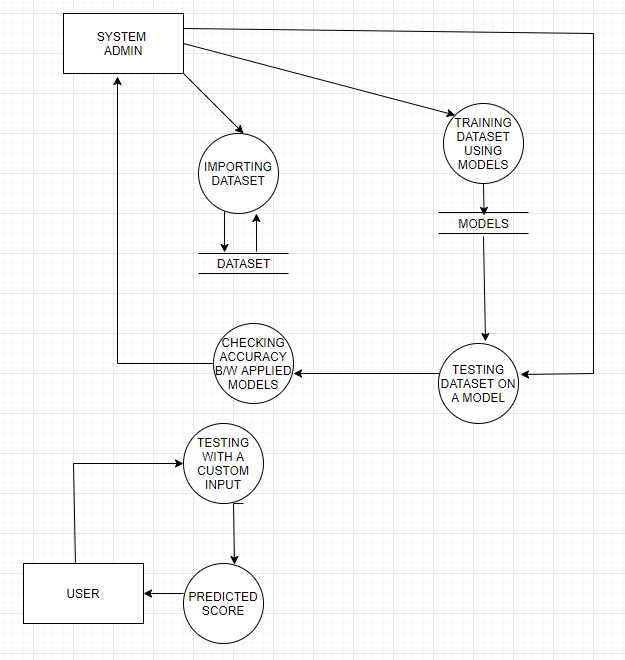 SYSTEM
ADMIN
TRAINING
DATASET
USING
MODELS
IMPORTING
DATASET
MODELS
DATASET
CHECKING
ACCURACY
B/W APPLIED
MODELS
TESTING
DATASET ON
A MODEL
TESTING
WITH A
CUSTOM
INPUT
USER
PREDICTED
SCORE